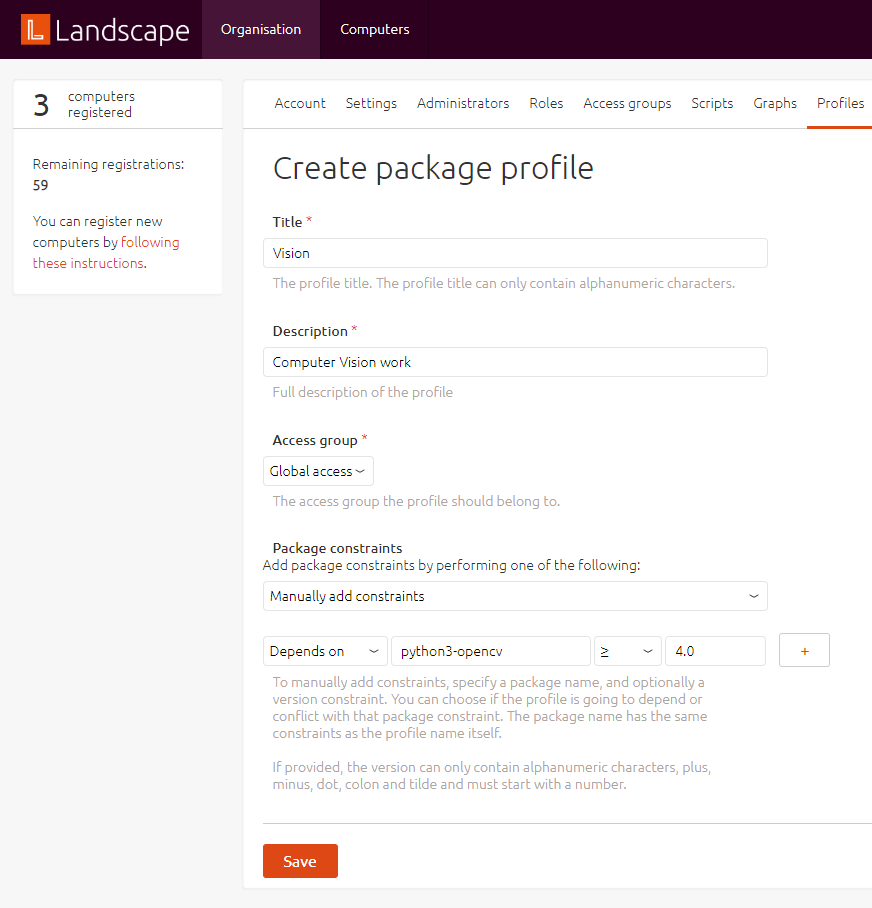 Landscape
Organisation
Computers
3 computers registered
Remaining registrations:
59
You can register new
computers by following
these instructions.
Account Settings Administrators Roles Access groups Scripts Graphs Profiles
Create package profile
Title *
Vision
The profile title. The profile title can only contain alphanumeric characters.
Description *
Computer Vision work
Full description of the profile
Access group *
Global access
The access group the profile should belong to.
Package constraints
Add package constraints by performing one of the following:
Manually add constraints
Depends on python3-opencv ≥ 4.0 +
To manually add constraints, specify a package name, and optionally a
version constraint. You can choose if the profile is going to depend or
conflict with that package constraint. The package name has the same
constraints as the profile name itself.
If provided, the version can only contain alphanumeric characters, plus,
minus, dot, colon and tilde and must start with a number.
Save